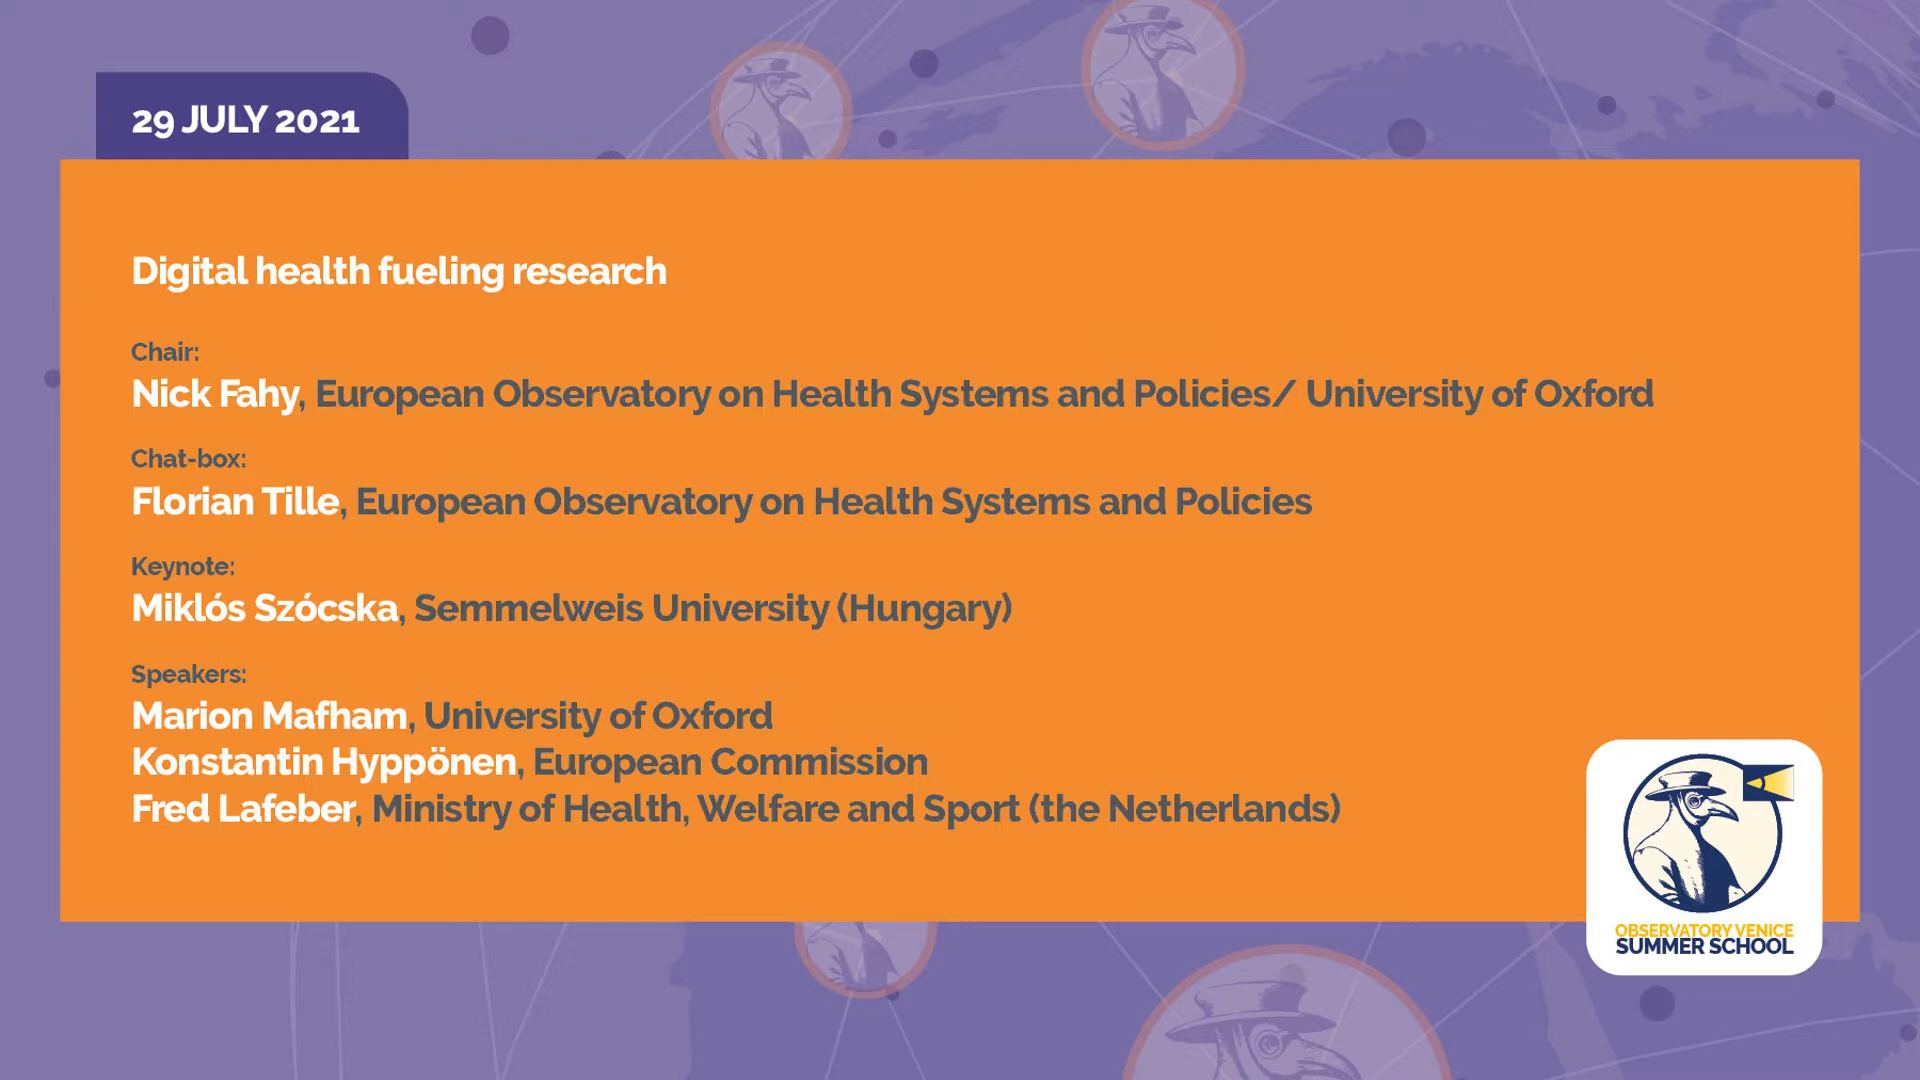 29 JULY 2021
Digital health fueling research
Chair:
Nick Fahy, European Observatory on Health Systems and Policies/ University of Oxford
Chat-box:
Florian Tille, European Observatory on Health Systems and Policies
Keynote:
Miklós Szócska, Semmelweis University (Hungary)
Speakers:
Marion Mafham, University of Oxford
Konstantin Hyppönen, European Commission
Fred Lafeber, Ministry of Health, Welfare and Sport (the Netherlands)
OBSERVATORY VENICE
SUMMER SCHOOL